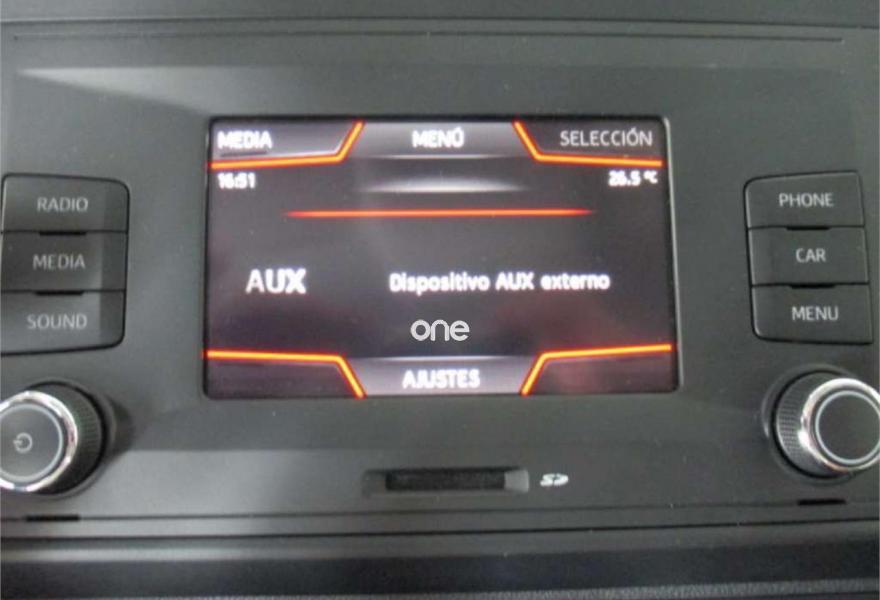 MEDIA MENÚ SELECCIÓN
16:51 26.5 °C
RADIO
MEDIA
SOUND
AUX Dispositivo AUX externo
one
AJUSTES
PHONE
CAR
MENU
SD